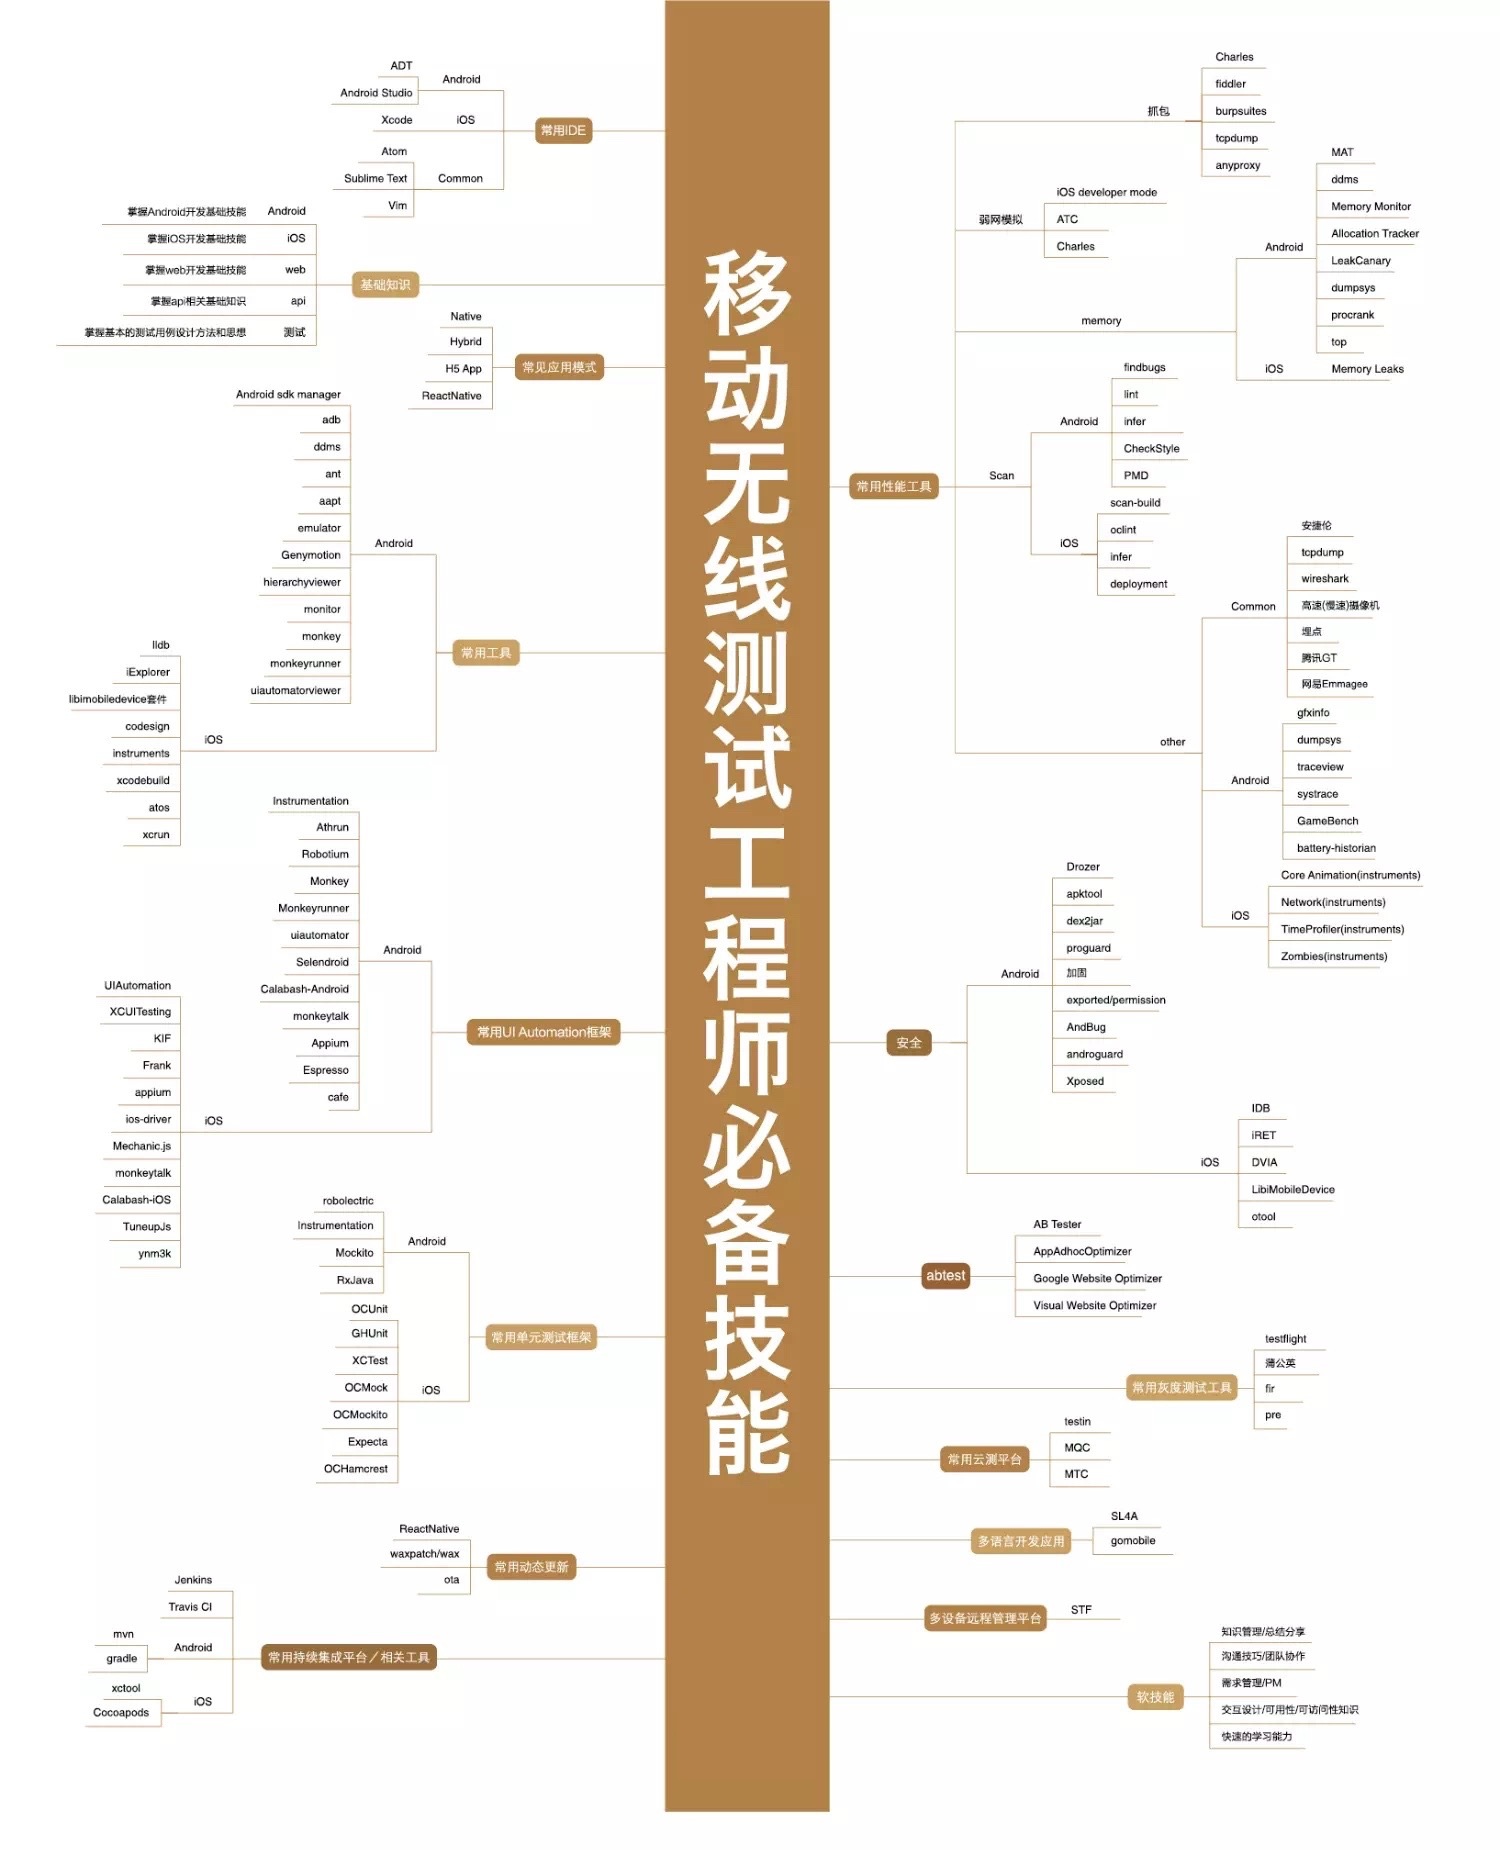 移动无线测试工程师必备技能
常用IDE
Android
ADT
Android Studio
iOS
Xcode
Common
Atom
Sublime Text
Vim
基础知识
Android
掌握Android开发基础技能
iOS
掌握iOS开发基础技能
web
掌握web开发基础技能
api
掌握api相关基础知识
测试
掌握基本的测试用例设计方法和思想
常见应用模式
Native
Hybrid
H5 App
ReactNative
常用工具
Android
Android sdk manager
adb
ddms
ant
aapt
emulator
Genymotion
hierarchyviewer
monitor
monkey
monkeyrunner
uiautomatorviewer
iOS
lldb
iExplorer
libimobiledevice套件
codesign
instruments
xcodebuild
atos
xcrun
常用UI Automation框架
Android
Instrumentation
Athrun
Robotium
Monkey
Monkeyrunner
uiautomator
Selendroid
Calabash-Android
monkeytalk
Appium
Espresso
cafe
iOS
UIAutomation
XCUITesting
KIF
Frank
appium
ios-driver
Mechanic.js
monkeytalk
Calabash-iOS
TuneupJs
ynm3k
常用单元测试框架
Android
robolectric
Instrumentation
Mockito
RxJava
iOS
OCUnit
GHUnit
XCTest
OCMock
OCMockito
Expecta
OCHamcrest
常用动态更新
ReactNative
waxpatch/wax
ota
常用持续集成平台／相关工具
Jenkins
Travis CI
Android
mvn
gradle
iOS
xctool
Cocoapods
常用性能工具
抓包
Charles
fiddler
burpsuites
tcpdump
anyproxy
弱网模拟
iOS developer mode
ATC
Charles
memory
Android
MAT
ddms
Memory Monitor
Allocation Tracker
LeakCanary
dumpsys
procrank
top
iOS
Memory Leaks
Scan
Android
findbugs
lint
infer
CheckStyle
PMD
iOS
scan-build
oclint
infer
deployment
other
Common
安捷伦
tcpdump
wireshark
高速(慢速)摄像机
埋点
腾讯GT
网易Emmagee
Android
gfxinfo
dumpsys
traceview
systrace
GameBench
battery-historian
iOS
Core Animation(instruments)
Network(instruments)
TimeProfiler(instruments)
Zombies(instruments)
安全
Android
Drozer
apktool
dex2jar
proguard
加固
exported/permission
AndBug
androguard
Xposed
iOS
IDB
iRET
DVIA
LibiMobileDevice
otool
abtest
AB Tester
AppAdhocOptimizer
Google Website Optimizer
Visual Website Optimizer
常用灰度测试工具
testflight
蒲公英
fir
pre
常用云测平台
testin
MQC
MTC
多语言开发应用
SL4A
gomobile
多设备远程管理平台
STF
软技能
知识管理/总结分享
沟通技巧/团队协作
需求管理/PM
交互设计/可用性/可访问性知识
快速的学习能力